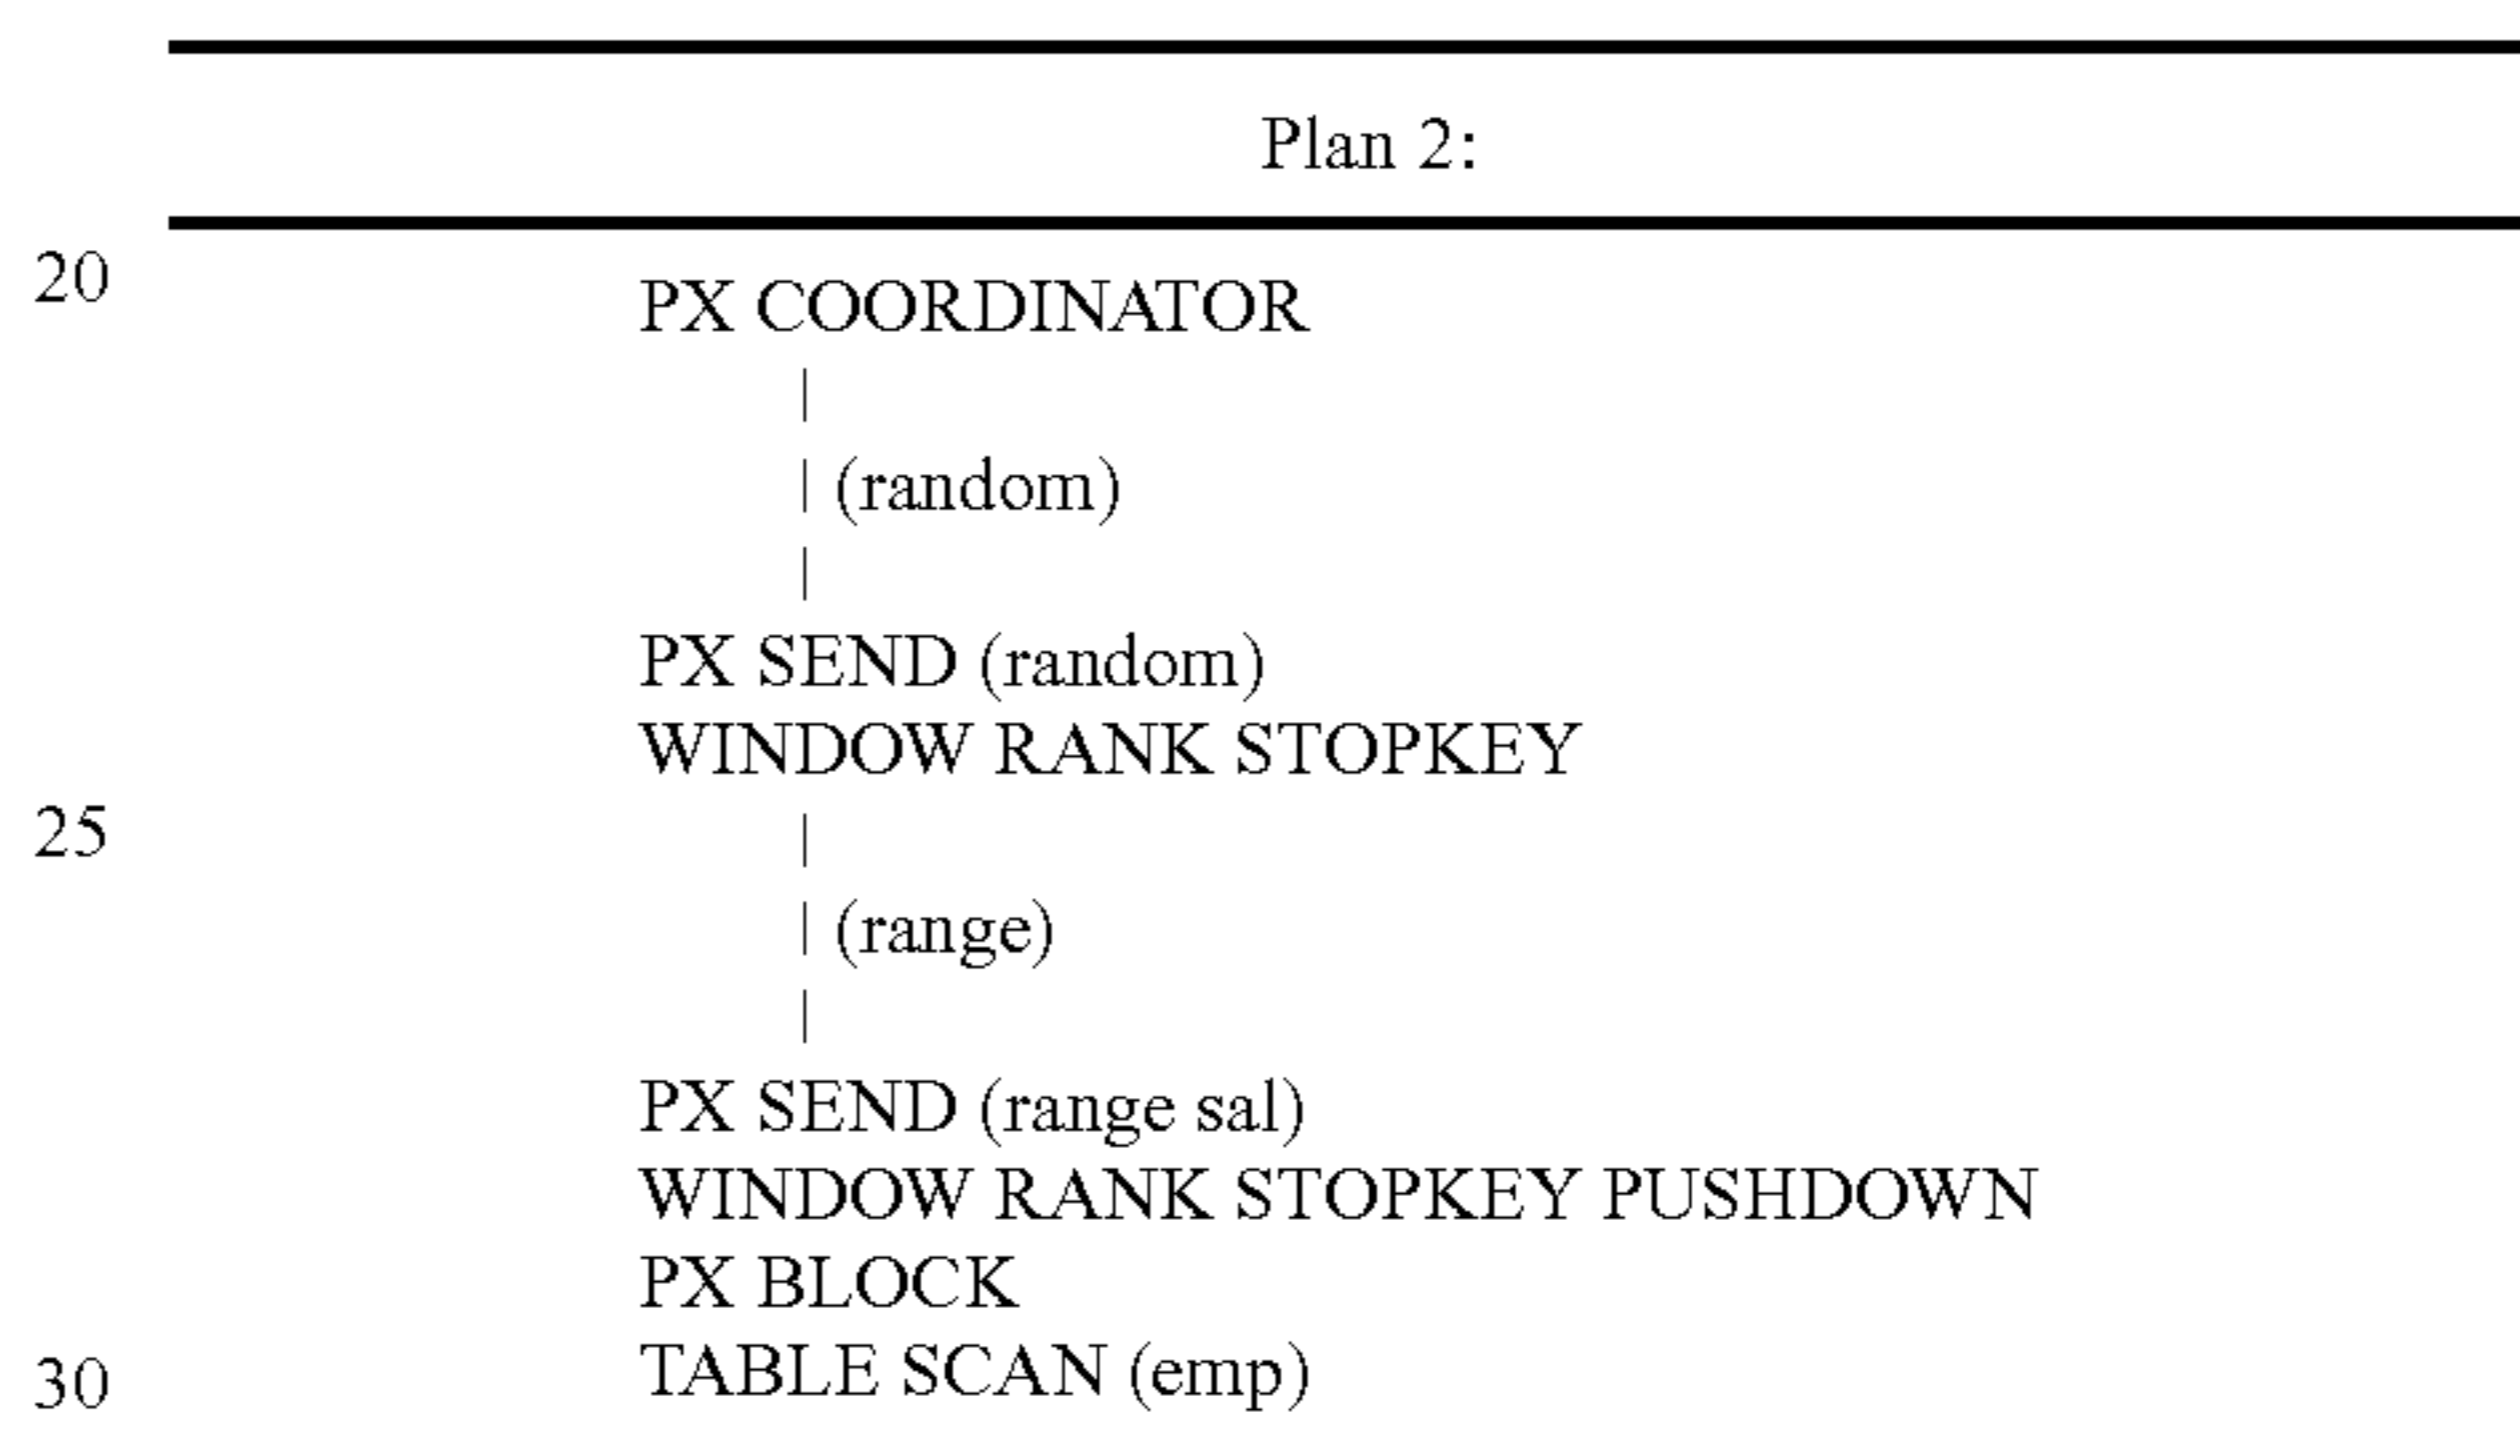 Plan 2:
20
PX COORDINATOR
|
| (random)
|
PX SEND (random)
WINDOW RANK STOPKEY
25
|
| (range)
|
PX SEND (range sal)
WINDOW RANK STOPKEY PUSHDOWN
PX BLOCK
30
TABLE SCAN (emp)